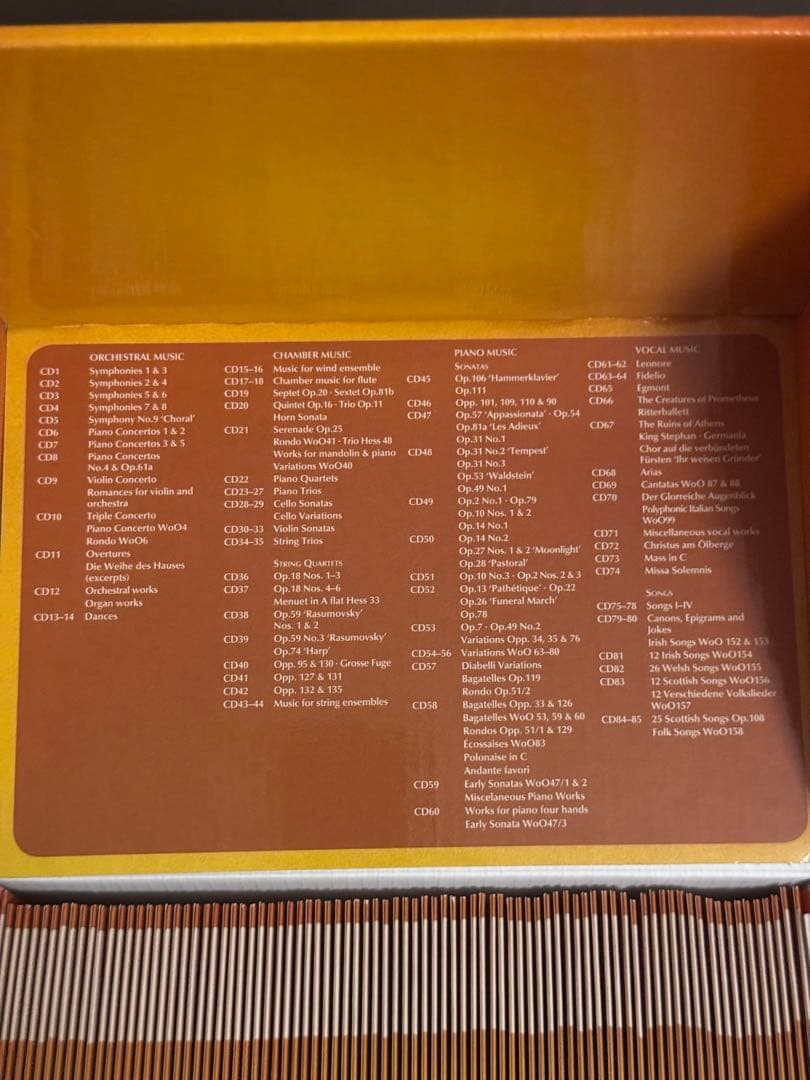 ORCHESTRAL MUSIC
CD1 Symphonies 1 & 3
CD2 Symphonies 2 & 4
CD3 Symphonies 5 & 6
CD4 Symphonies 7 & 8
CD5 Symphony No.9 ‘Choral’
CD6 Piano Concertos 1 & 2
CD7 Piano Concertos 3 & 5
CD8 Piano Concertos
No.4 & Op.61a
CD9 Violin Concerto
Romances for violin and
orchestra
CD10 Triple Concerto
Piano Concerto WoO4
Rondo WoO6
CD11 Overtures
Die Weihe des Hauses
(excerpts)
CD12 Orchestral works
Organ works
CD13–14 Dances
CHAMBER MUSIC
CD15–16 Music for wind ensemble
CD17–18 Chamber music for flute
CD19 Septet Op.20 · Sextet Op.81b
CD20 Quintet Op.16 · Trio Op.11
Horn Sonata
CD21 Serenade Op.25
Rondo WoO41 · Trio Hess 48
Works for mandolin & piano
Variations WoO40
CD22 Piano Quartets
CD23–27 Piano Trios
CD28–29 Cello Sonatas
Cello Variations
CD30–33 Violin Sonatas
CD34–35 String Trios
STRING QUARTETS
CD36 Op.18 Nos. 1–3
CD37 Op.18 Nos. 4–6
Menuet in A flat Hess 33
CD38 Op.59 ‘Rasumovsky’
Nos. 1 & 2
CD39 Op.59 No.3 ‘Rasumovsky’
Op.74 ‘Harp’
CD40 Opp. 95 & 130 · Grosse Fuge
CD41 Opp. 127 & 131
CD42 Opp. 132 & 135
CD43–44 Music for string ensembles
PIANO MUSIC
SONATAS
CD45 Op.106 ‘Hammerklavier’
Op.111
CD46 Opp. 101, 109, 110 & 90
CD47 Op.57 ‘Appassionata’ · Op.54
Op.81a ‘Les Adieux’
Op.31 No.1
CD48 Op.31 No.2 ‘Tempest’
Op.31 No.3
Op.53 ‘Waldstein’
Op.49 No.1
CD49 Op.2 No.1 · Op.79
Op.10 Nos. 1 & 2
Op.14 No.1
CD50 Op.14 No.2
Op.27 Nos. 1 & 2 ‘Moonlight’
Op.28 ‘Pastoral’
CD51 Op.10 No.3 · Op.2 Nos. 2 & 3
CD52 Op.13 ‘Pathétique’ · Op.22
Op.26 ‘Funeral March’
Op.78
CD53 Op.7 · Op.49 No.2
Variations Opp. 34, 35 & 76
CD54–56 Variations WoO 63–80
CD57 Diabelli Variations
Bagatelles Op.119
Rondo Op.51/2
CD58 Bagatelles Opp. 33 & 126
Bagatelles WoO 53, 59 & 60
Rondos Opp. 51/1 & 129
Écossaises WoO83
Polonaise in C
Andante favori
CD59 Early Sonatas WoO47/1 & 2
Miscelaneous Piano Works
CD60 Works for piano four hands
Early Sonata WoO47/3
VOCAL MUSIC
CD61–62 Leonore
CD63–64 Fidelio
CD65 Egmont
CD66 The Creatures of Prometheus
Ritterballett
CD67 The Ruins of Athens
King Stephan · Germania
Chor auf die verbündeten
Fürsten ‘Ihr weisen Gründer’
CD68 Arias
CD69 Cantatas WoO 87 & 88
CD70 Der Glorreiche Augenblick
Polyphonic Italian Songs
WoO99
CD71 Miscellaneous vocal works
CD72 Christus am Ölberge
CD73 Mass in C
CD74 Missa Solemnis
SONGS
CD75–78 Songs I–IV
CD79–80 Canons, Epigrams and
Jokes
Irish Songs WoO 152 & 153
CD81 12 Irish Songs WoO154
CD82 26 Welsh Songs WoO155
CD83 12 Scottish Songs WoO156
12 Verschiedene Volkslieder
WoO157
CD84–85 25 Scottish Songs Op.108
Folk Songs WoO158